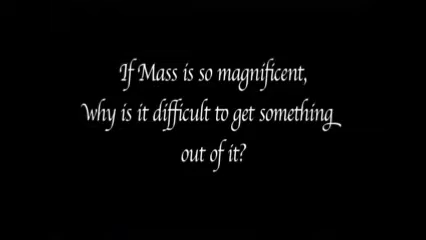 If Mass is so magnificent,
why is it difficult to get something
out of it?